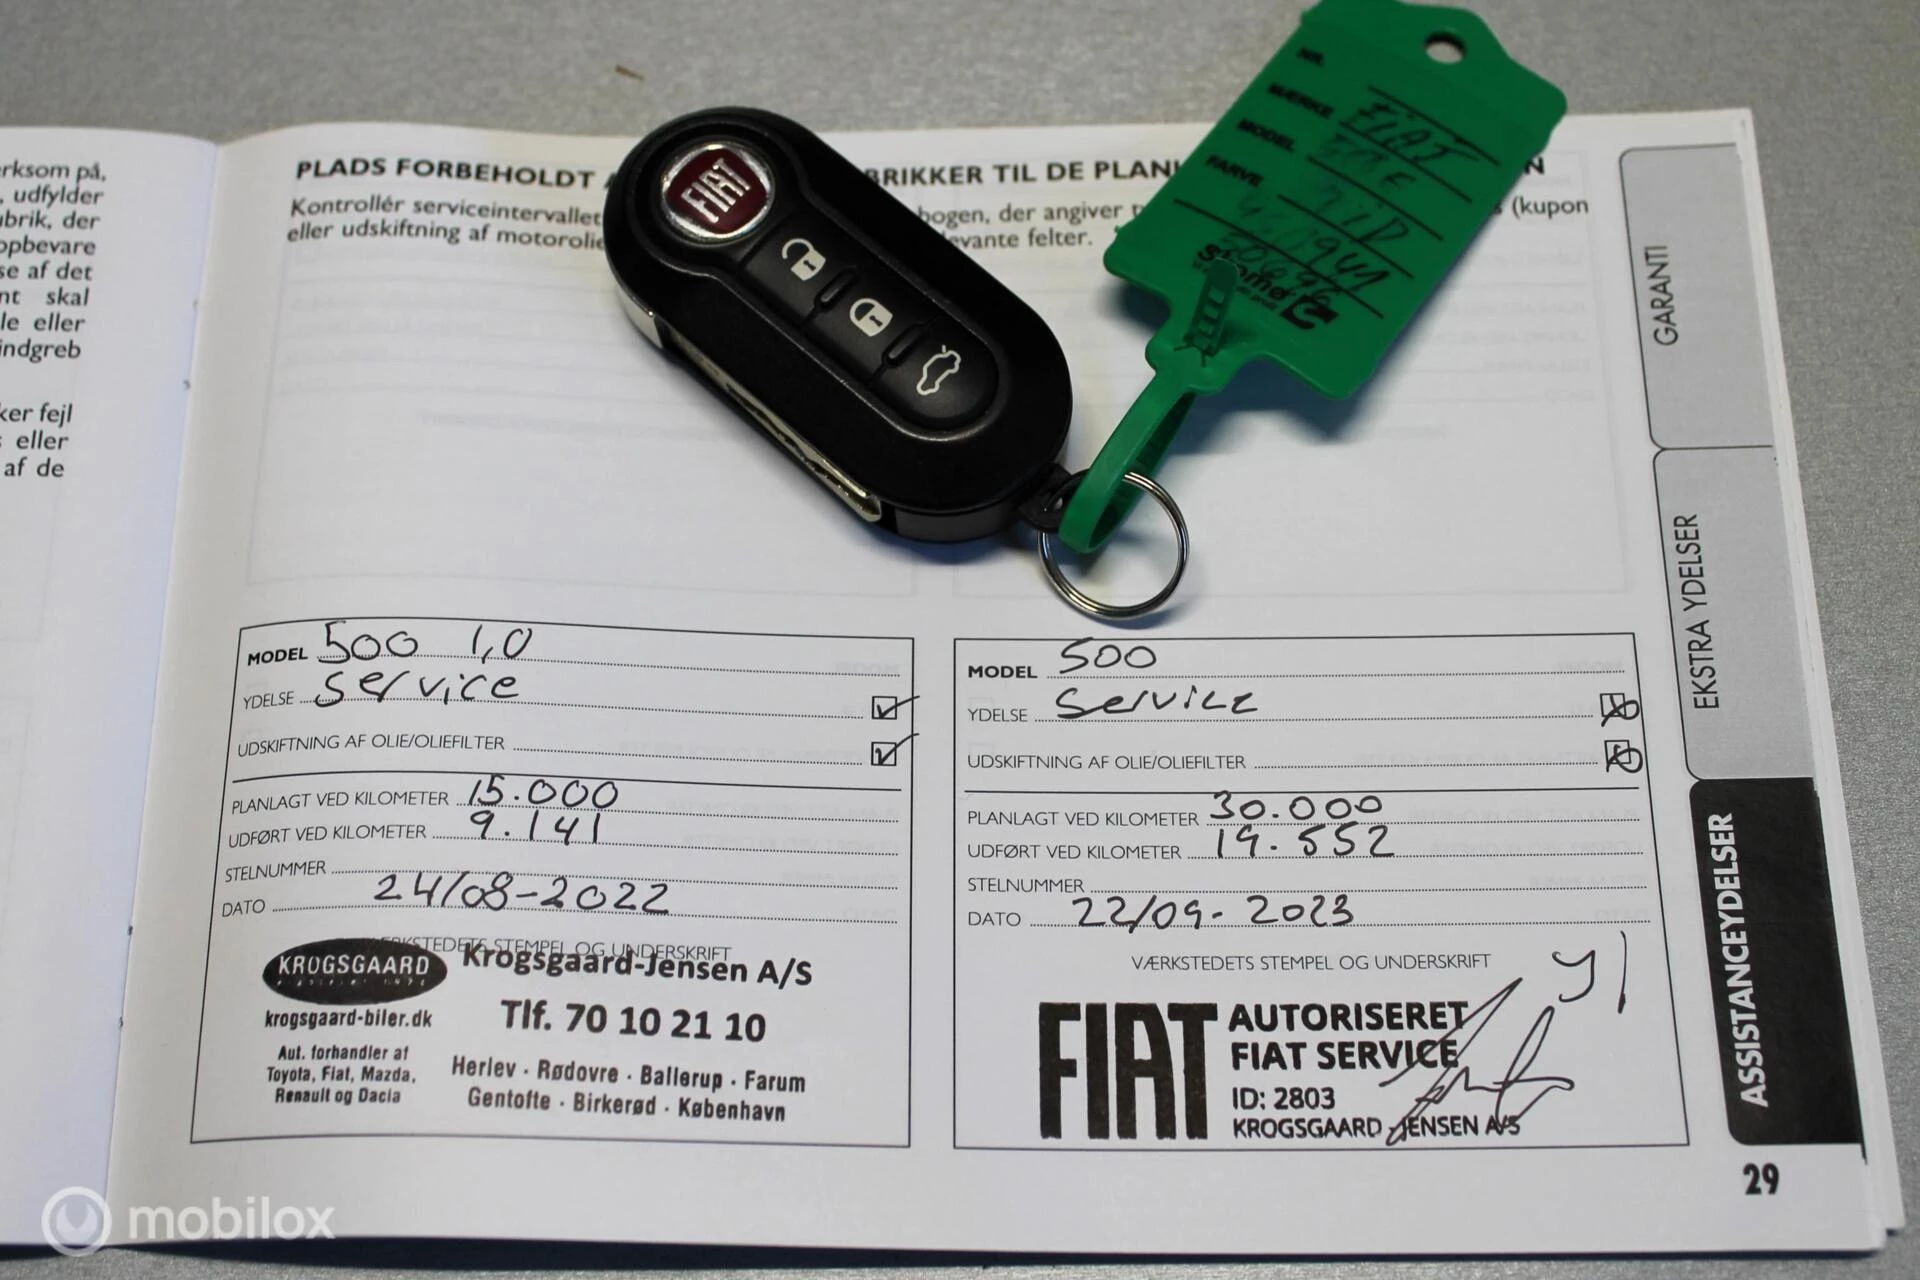 rksom på,
, udfylder
ubrik, der
opbevare
se af det
nt skal
le eller
indgreb
ker fejl
s eller
af de
PLADS FORBEHOLDT
BRIKKER TIL DE PLAN
N
Kontrollér serviceintervallet
bogen, der angiver
(kupon
eller udskiftning af motorolie
evante felter.
FIAT
NR.
MÆRKE FIAT
MODEL
FARVE
GARANTI
EKSTRA YDELSER
ASSISTANCEYDELSER
MODEL 500 1,0
YDELSE service
UDSKIFTNING AF OLIE/OLIEFILTER
PLANLAGT VED KILOMETER 15.000
UDFØRT VED KILOMETER 9.141
STELNUMMER
DATO 24/08-2022
VÆRKSTEDETS STEMPEL OG UNDERSKRIFT
KROGSGAARD
krogsgaard-biler.dk
Aut. forhandler af
Toyota, Fiat, Mazda,
Renault og Dacia
Krogsgaard-Jensen A/S
Tlf. 70 10 21 10
Herlev · Rødovre · Ballerup · Farum
Gentofte · Birkerød · København
MODEL 500
YDELSE service
UDSKIFTNING AF OLIE/OLIEFILTER
PLANLAGT VED KILOMETER 30.000
UDFØRT VED KILOMETER 19.552
STELNUMMER
DATO 22/09-2023
VÆRKSTEDETS STEMPEL OG UNDERSKRIFT
FIAT
AUTORISERET
FIAT SERVICE
ID: 2803
KROGSGAARD-JENSEN A/S
29
mobilox